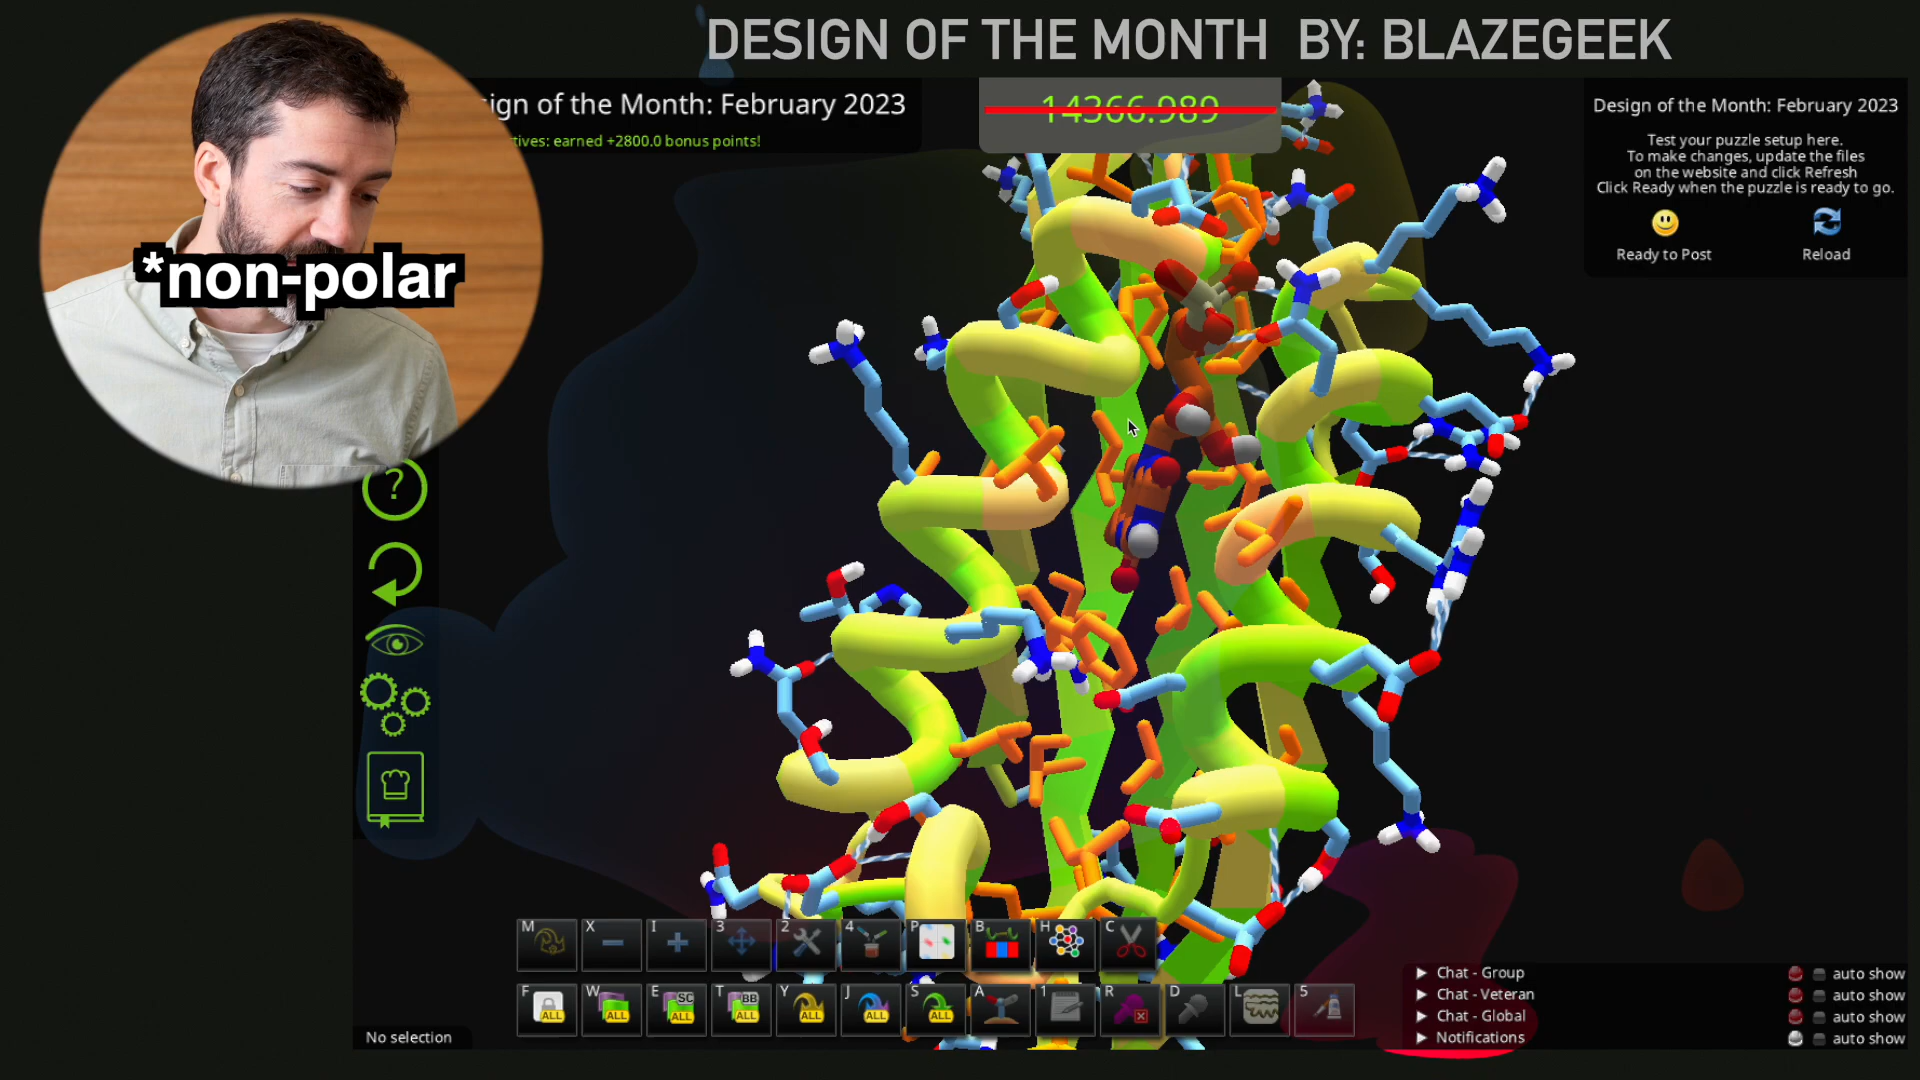 DESIGN OF THE MONTH BY: BLAZEGEEK
sign of the Month: February 2023
tives: earned +2800.0 bonus points!
14366.989
Design of the Month: February 2023
Test your puzzle setup here.
To make changes, update the files
on the website and click Refresh
Click Ready when the puzzle is ready to go.
Ready to Post
Reload
*non-polar
?
M
X
I
3
2
4
P
B
H
C
F
ALL
W
ALL
E
SC
ALL
T
BB
ALL
Y
ALL
J
ALL
S
ALL
A
1
R
D
L
5
No selection
Chat - Group
auto show
Chat - Veteran
auto show
Chat - Global
auto show
Notifications
auto show